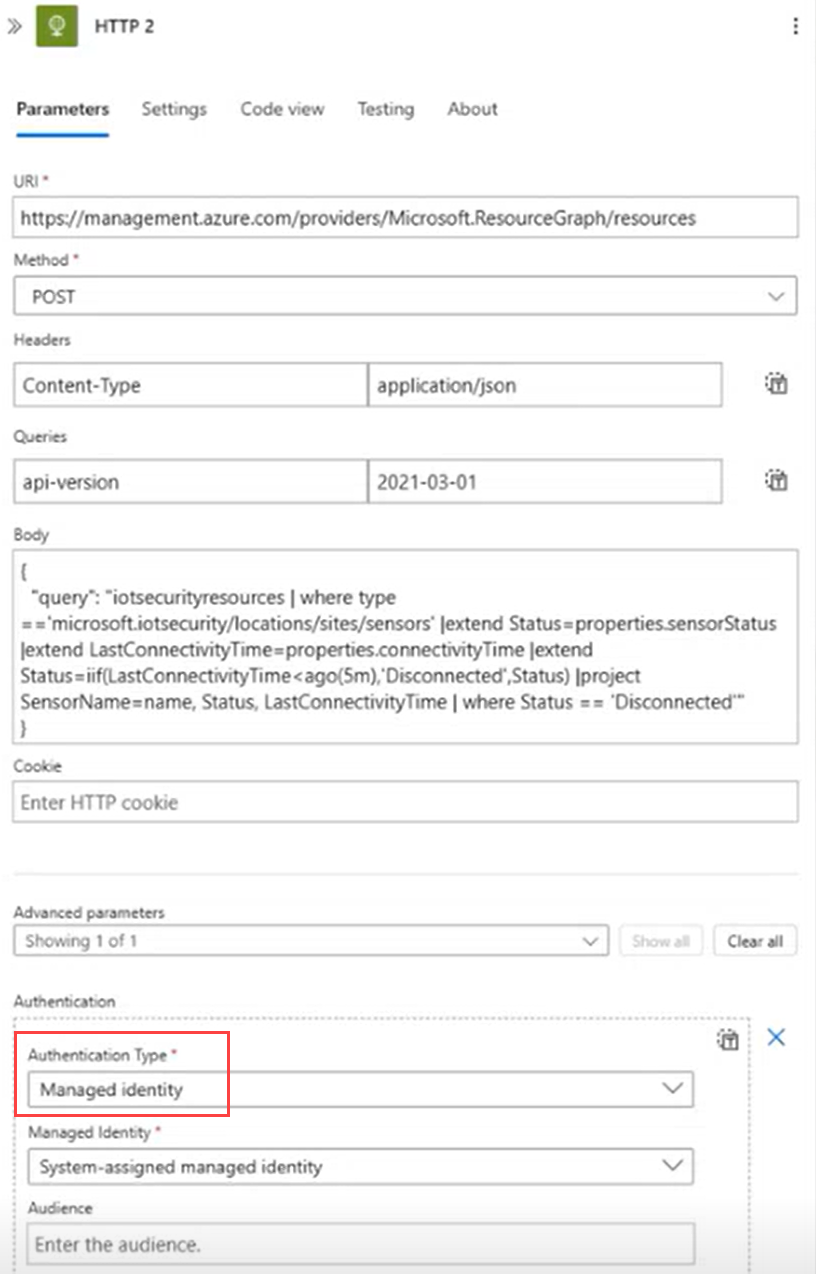 HTTP 2
Parameters Settings Code view Testing About
URI *
https://management.azure.com/providers/Microsoft.ResourceGraph/resources
Method *
POST
Headers
Content-Type application/json
Queries
api-version 2021-03-01
Body
{
"query": "iotsecurityresources | where type
=='microsoft.iotsecurity/locations/sites/sensors' |extend Status=properties.sensorStatus
|extend LastConnectivityTime=properties.connectivityTime |extend
Status=iif(LastConnectivityTime<ago(5m),'Disconnected',Status) |project
SensorName=name, Status, LastConnectivityTime | where Status == 'Disconnected'"
}
Cookie
Enter HTTP cookie
Advanced parameters
Showing 1 of 1 Show all Clear all
Authentication
Authentication Type *
Managed identity
Managed Identity *
System-assigned managed identity
Audience
Enter the audience.